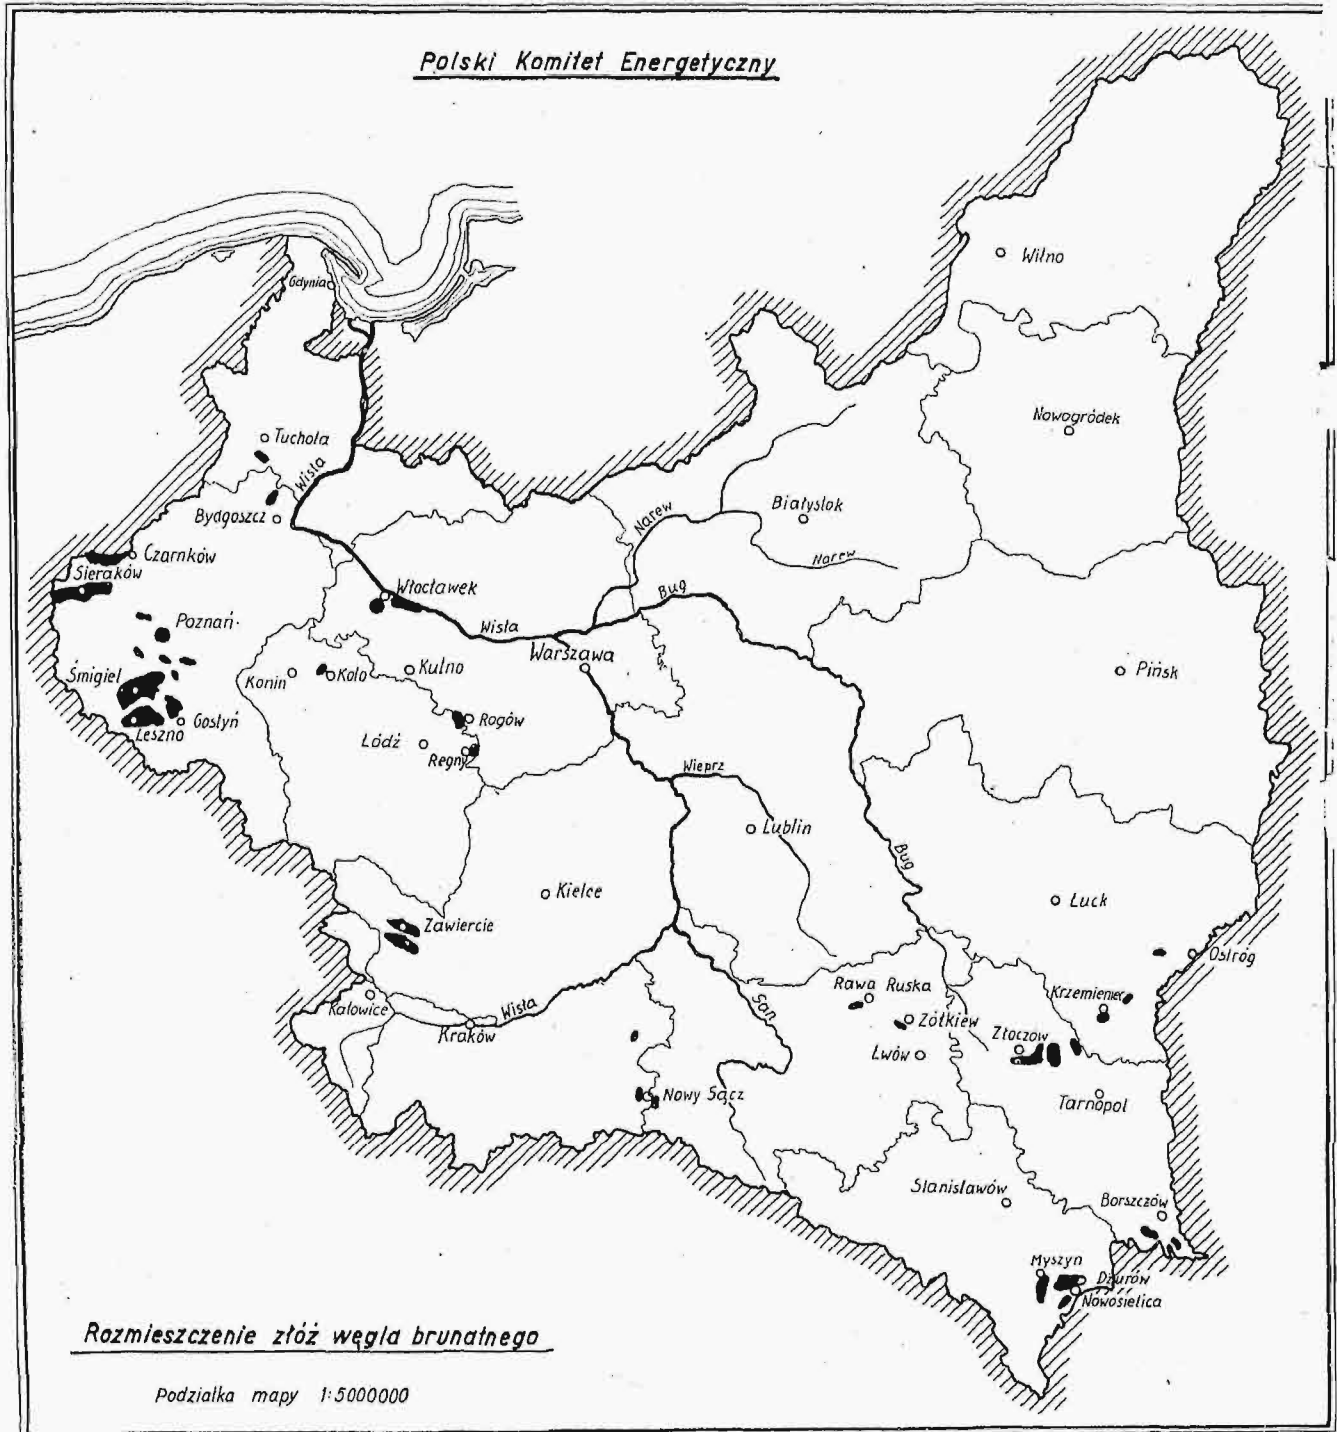 Polski Komitet Energetyczny
Wilno
Gdynia
Nowogródek
Tuchola
Wisła
Białystok
Narew
Bydgoszcz
Narew
Czarnków
Sieraków
Włocławek
Bug
Poznań
Wisła
Warszawa
Śmigiel
Konin
Koło
Kutno
Pińsk
Gostyń
Leszno
Rogów
Łódź
Regny
Wieprz
Lublin
Bug
Kielce
Łuck
Zawiercie
Ostróg
Rawa Ruska
Krzemieniec
Katowice
Wisła
San
Żółkiew
Kraków
Złoczów
Lwów
Nowy Sącz
Tarnopol
Stanisławów
Borszczów
Myszyn
Dżurów
Nowosielica
Rozmieszczenie złóż węgla brunatnego
Podziałka mapy 1:5000000